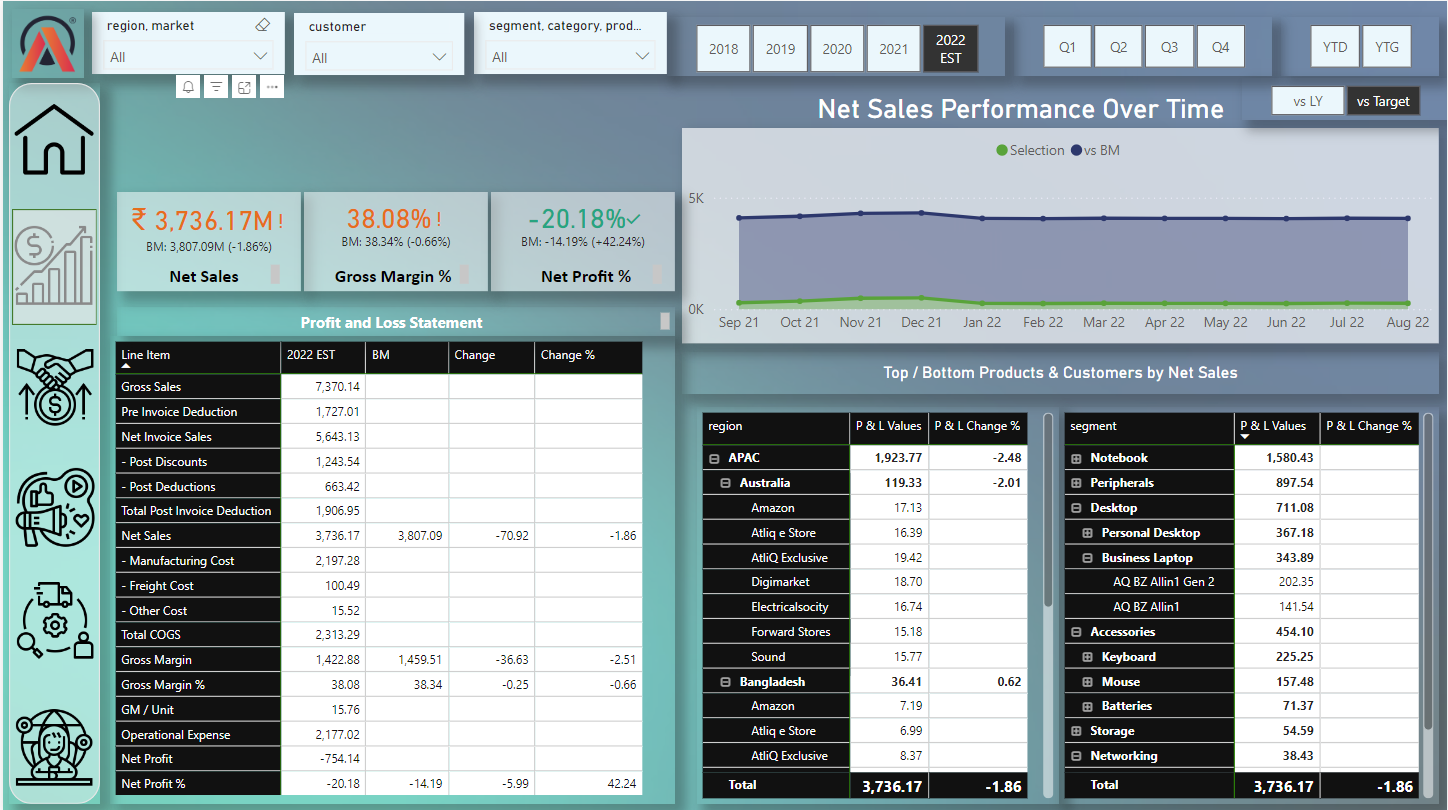 region, market
All
customer
All
segment, category, prod...
All
2018
2019
2020
2021
2022
EST
Q1
Q2
Q3
Q4
YTD
YTG
vs LY
vs Target
Net Sales Performance Over Time
Selection
vs BM
5K
0K
Sep 21 Oct 21 Nov 21 Dec 21 Jan 22 Feb 22 Mar 22 Apr 22 May 22 Jun 22 Jul 22 Aug 22
₹ 3,736.17M !
BM: 3,807.09M (-1.86%)
Net Sales
38.08% !
BM: 38.34% (-0.66%)
Gross Margin %
-20.18%✓
BM: -14.19% (+42.24%)
Net Profit %
Profit and Loss Statement
Line Item 2022 EST BM Change Change %
Gross Sales 7,370.14
Pre Invoice Deduction 1,727.01
Net Invoice Sales 5,643.13
- Post Discounts 1,243.54
- Post Deductions 663.42
Total Post Invoice Deduction 1,906.95
Net Sales 3,736.17 3,807.09 -70.92 -1.86
- Manufacturing Cost 2,197.28
- Freight Cost 100.49
- Other Cost 15.52
Total COGS 2,313.29
Gross Margin 1,422.88 1,459.51 -36.63 -2.51
Gross Margin % 38.08 38.34 -0.25 -0.66
GM / Unit 15.76
Operational Expense 2,177.02
Net Profit -754.14
Net Profit % -20.18 -14.19 -5.99 42.24
Top / Bottom Products & Customers by Net Sales
region P & L Values P & L Change %
APAC 1,923.77 -2.48
Australia 119.33 -2.01
Amazon 17.13
Atliq e Store 16.39
AtliQ Exclusive 19.42
Digimarket 18.70
Electricalsocity 16.74
Forward Stores 15.18
Sound 15.77
Bangladesh 36.41 0.62
Amazon 7.19
Atliq e Store 6.99
AtliQ Exclusive 8.37
Total 3,736.17 -1.86
segment P & L Values P & L Change %
Notebook 1,580.43
Peripherals 897.54
Desktop 711.08
Personal Desktop 367.18
Business Laptop 343.89
AQ BZ Allin1 Gen 2 202.35
AQ BZ Allin1 141.54
Accessories 454.10
Keyboard 225.25
Mouse 157.48
Batteries 71.37
Storage 54.59
Networking 38.43
Total 3,736.17 -1.86